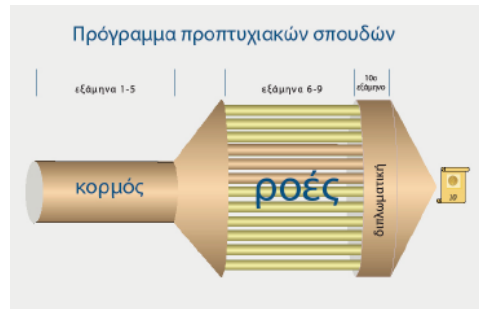 Πρόγραμμα προπτυχιακών σπουδών
εξάμηνα 1-5
εξάμηνα 6-9
10ο
εξάμηνο
κορμός
ροές
διπλωματική